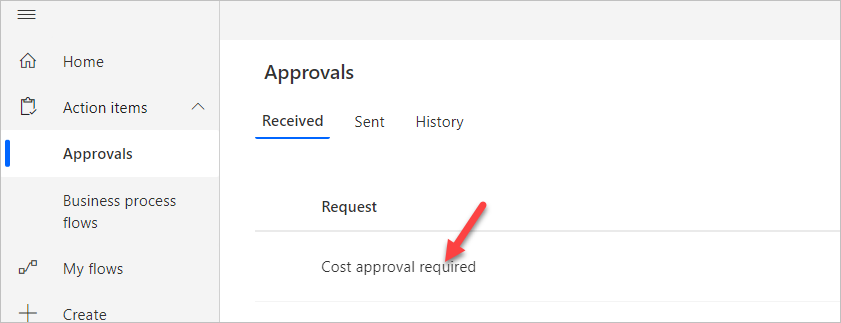 Home
Action items
Approvals
Business process
flows
My flows
Create
Approvals
Received Sent History
Request
Cost approval required